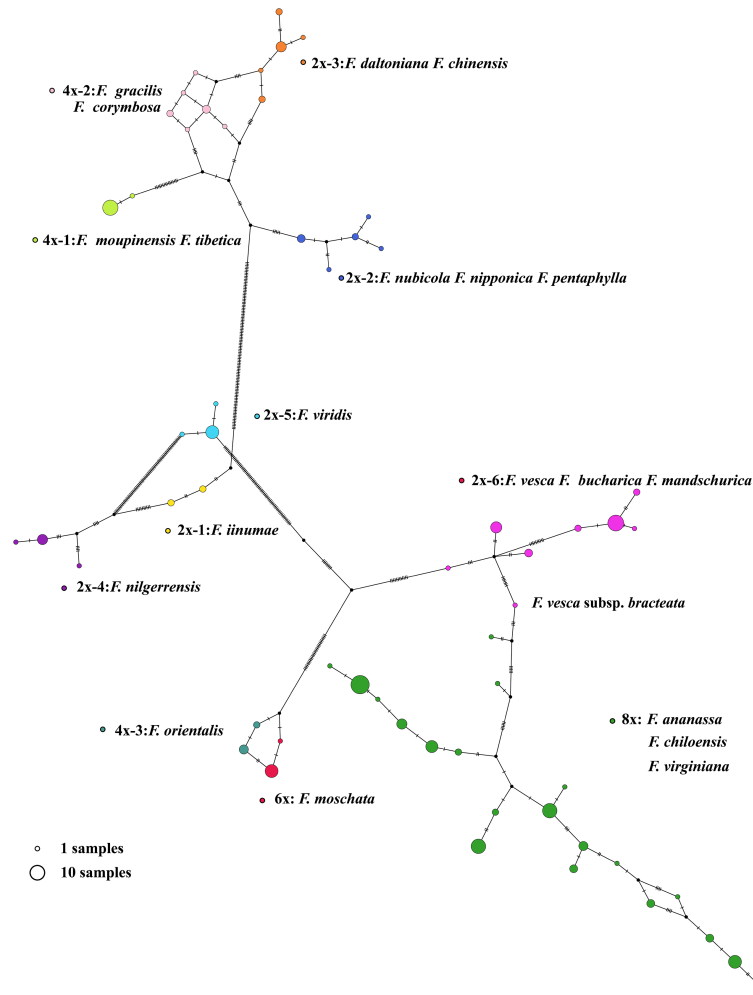 2x-3:F. daltoniana F. chinensis
4x-2:F. gracilis
F. corymbosa
4x-1:F. moupinensis F. tibetica
2x-2:F. nubicola F. nipponica F. pentaphylla
2x-5:F. viridis
2x-6:F. vesca F. bucharica F. mandschurica
2x-1:F. iinumae
2x-4:F. nilgerrensis
F. vesca subsp. bracteata
4x-3:F. orientalis
8x: F. ananassa
F. chiloensis
F. virginiana
6x: F. moschata
1 samples
10 samples